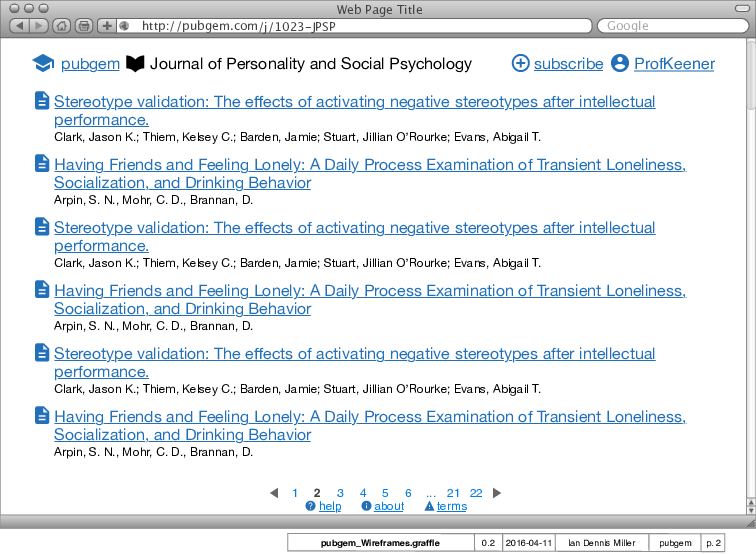 Web Page Title
http://pubgem.com/j/1023-JPSP
Google
pubgem Journal of Personality and Social Psychology subscribe ProfKeener
Stereotype validation: The effects of activating negative stereotypes after intellectual
performance.
Clark, Jason K.; Thiem, Kelsey C.; Barden, Jamie; Stuart, Jillian O'Rourke; Evans, Abigail T.
Having Friends and Feeling Lonely: A Daily Process Examination of Transient Loneliness,
Socialization, and Drinking Behavior
Arpin, S. N., Mohr, C. D., Brannan, D.
Stereotype validation: The effects of activating negative stereotypes after intellectual
performance.
Clark, Jason K.; Thiem, Kelsey C.; Barden, Jamie; Stuart, Jillian O'Rourke; Evans, Abigail T.
Having Friends and Feeling Lonely: A Daily Process Examination of Transient Loneliness,
Socialization, and Drinking Behavior
Arpin, S. N., Mohr, C. D., Brannan, D.
Stereotype validation: The effects of activating negative stereotypes after intellectual
performance.
Clark, Jason K.; Thiem, Kelsey C.; Barden, Jamie; Stuart, Jillian O'Rourke; Evans, Abigail T.
Having Friends and Feeling Lonely: A Daily Process Examination of Transient Loneliness,
Socialization, and Drinking Behavior
Arpin, S. N., Mohr, C. D., Brannan, D.
1 2 3 4 5 6 ... 21 22
help about terms
pubgem_Wireframes.graffle 0.2 2016-04-11 Ian Dennis Miller pubgem p. 2